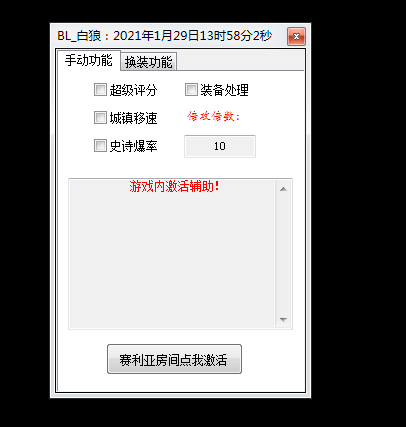 BL_白狼：2021年1月29日13时58分2秒
手动功能 换装功能
超级评分 装备处理
城镇移速 倍攻倍数：
史诗爆率 10
游戏内激活辅助！
赛利亚房间点我激活